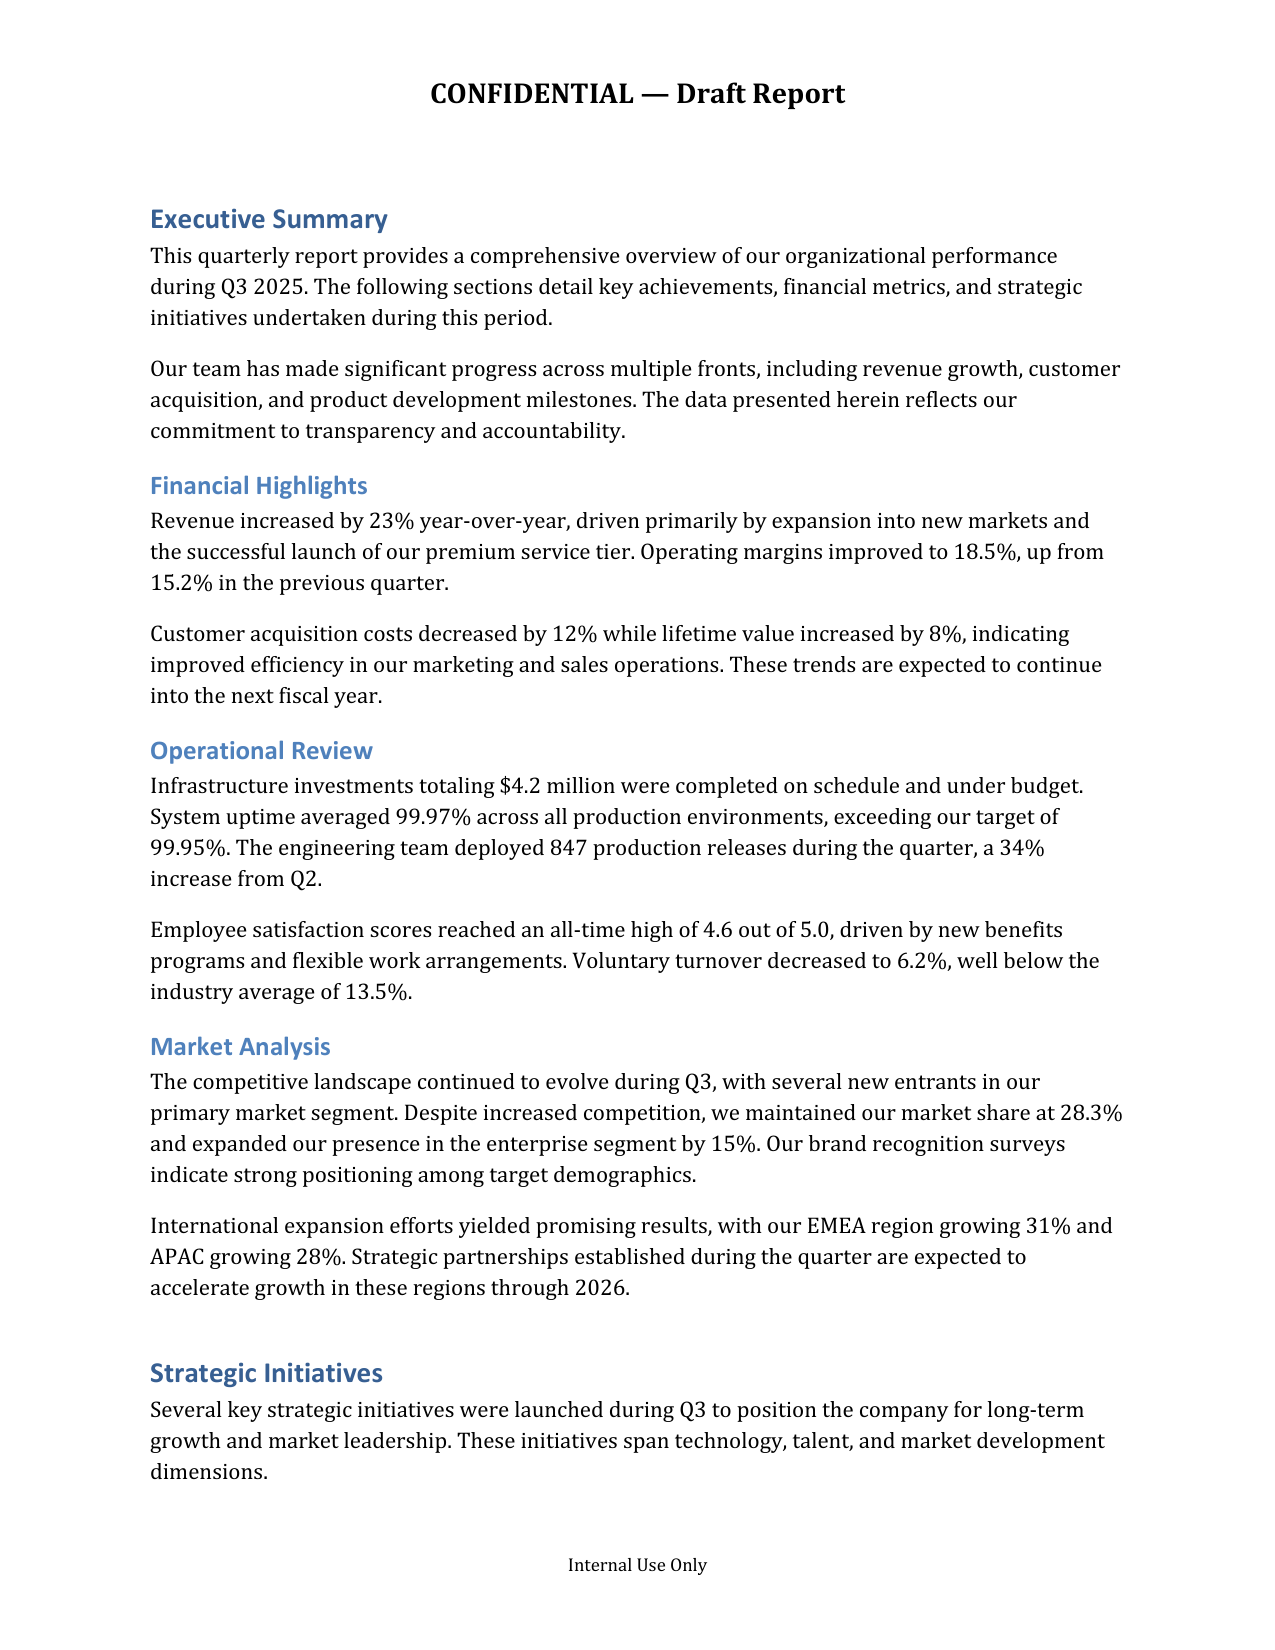 CONFIDENTIAL — Draft Report
Executive Summary
This quarterly report provides a comprehensive overview of our organizational performance
during Q3 2025. The following sections detail key achievements, financial metrics, and strategic
initiatives undertaken during this period.
Our team has made significant progress across multiple fronts, including revenue growth, customer
acquisition, and product development milestones. The data presented herein reflects our
commitment to transparency and accountability.
Financial Highlights
Revenue increased by 23% year-over-year, driven primarily by expansion into new markets and
the successful launch of our premium service tier. Operating margins improved to 18.5%, up from
15.2% in the previous quarter.
Customer acquisition costs decreased by 12% while lifetime value increased by 8%, indicating
improved efficiency in our marketing and sales operations. These trends are expected to continue
into the next fiscal year.
Operational Review
Infrastructure investments totaling $4.2 million were completed on schedule and under budget.
System uptime averaged 99.97% across all production environments, exceeding our target of
99.95%. The engineering team deployed 847 production releases during the quarter, a 34%
increase from Q2.
Employee satisfaction scores reached an all-time high of 4.6 out of 5.0, driven by new benefits
programs and flexible work arrangements. Voluntary turnover decreased to 6.2%, well below the
industry average of 13.5%.
Market Analysis
The competitive landscape continued to evolve during Q3, with several new entrants in our
primary market segment. Despite increased competition, we maintained our market share at 28.3%
and expanded our presence in the enterprise segment by 15%. Our brand recognition surveys
indicate strong positioning among target demographics.
International expansion efforts yielded promising results, with our EMEA region growing 31% and
APAC growing 28%. Strategic partnerships established during the quarter are expected to
accelerate growth in these regions through 2026.
Strategic Initiatives
Several key strategic initiatives were launched during Q3 to position the company for long-term
growth and market leadership. These initiatives span technology, talent, and market development
dimensions.
Internal Use Only